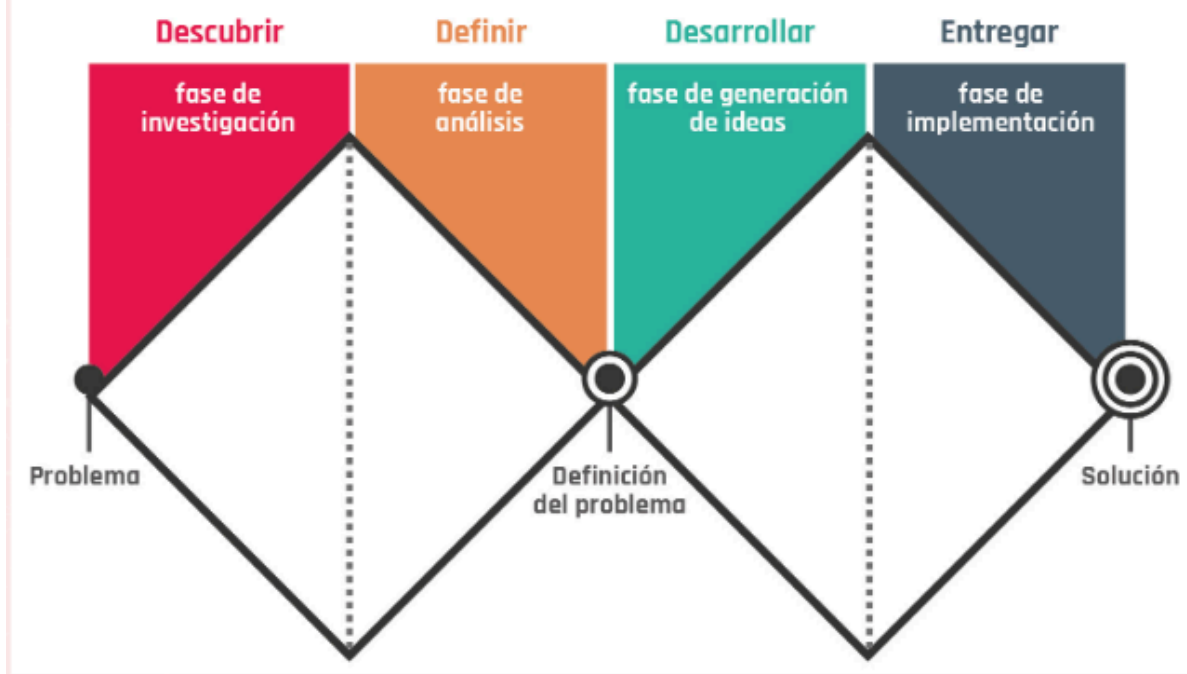 Descubrir
Definir
Desarrollar
Entregar
fase de
investigación
fase de
análisis
fase de generación
de ideas
fase de
implementación
Problema
Definición
del problema
Solución